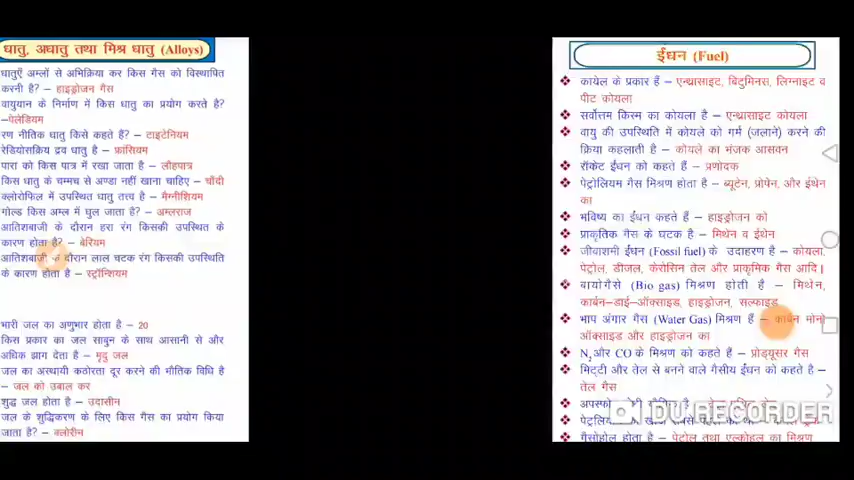 धातु, अधातु तथा मिश्र धातु (Alloys)
धातुएँ अम्लों से अभिक्रिया कर किस गैस को विस्थापित
करनी है? – हाइड्रोजन गैस
वायुयान के निर्माण में किस धातु का प्रयोग करते है?
–पेलेडियम
रण नीतिक धातु किसे कहते हैं? – टाइटेनियम
रेडियोसक्रिय द्रव धातु है – फ्रांसियम
पारा को किस पात्र में रखा जाता है – लौहपात्र
किस धातु के चम्मच से अण्डा नहीं खाना चाहिए – चाँदी
क्लोरोफिल में उपस्थित धातु तत्त्व है – मैग्नीशियम
गोल्ड किस अम्ल में घुल जाता है? – अम्लराज
आतिशबाजी के दौरान हरा रंग किसकी उपस्थित के
कारण होता है? – बेरियम
आतिशबाजी के दौरान लाल चटक रंग किसकी उपस्थिति
के कारण होता है – स्ट्रॉन्शियम
भारी जल का अणुभार होता है – 20
किस प्रकार का जल साबुन के साथ आसानी से और
अधिक झाग देता है – मृदु जल
जल का अस्थायी कठोरता दूर करने की भौतिक विधि है
– जल को उबाल कर
शुद्ध जल होता है – उदासीन
जल के शुद्धिकरण के लिए किस गैस का प्रयोग किया
जाता है? – क्लोरीन
ईंधन (Fuel)
❖ कायेल के प्रकार हैं – एन्थ्रासाइट, बिटुमिनस, लिग्नाइट व
पीट कोयला
❖ सर्वोत्तम किस्म का कोयला है – एन्थ्रासाइट कोयला
❖ वायु की उपस्थिति में कोयले को गर्म (जलाने) करने की
क्रिया कहलाती है – कोयले का भंजक आसवन
❖ रॉकेट ईंधन को कहते हैं – प्रणोदक
❖ पेट्रोलियम गैस मिश्रण होता है – ब्यूटेन, प्रोपेन, और ईथेन
का
❖ भविष्य का ईंधन कहते हैं – हाइड्रोजन को
❖ प्राकृतिक गैस के घटक है – मिथेन व ईथेन
❖ जीवाशमी ईंधन (Fossil fuel) के उदाहरण है – कोयला,
पेट्रोल, डीजल, केरोसिन तेल और प्राकृमिक गैस आदि।
❖ बायोगैसे (Bio gas) मिश्रण होती है – मिथेन,
कार्बन-डाई-ऑक्साइड, हाइड्रोजन, सल्फाइड
❖ भाप अंगार गैस (Water Gas) मिश्रण हैं – कार्बन मोनो
ऑक्साइड और हाइड्रोजन का
❖ N₂ और CO के मिश्रण को कहते है – प्रोड्यूसर गैस
❖ मिट्टी और तेल से बनने वाले गैसीय ईंधन को कहते है –
तेल गैस
❖ है –
DU RECORDER
❖
❖ गैसोहोल होता है – पेट्रोल तथा एल्कोहल का मिश्रण